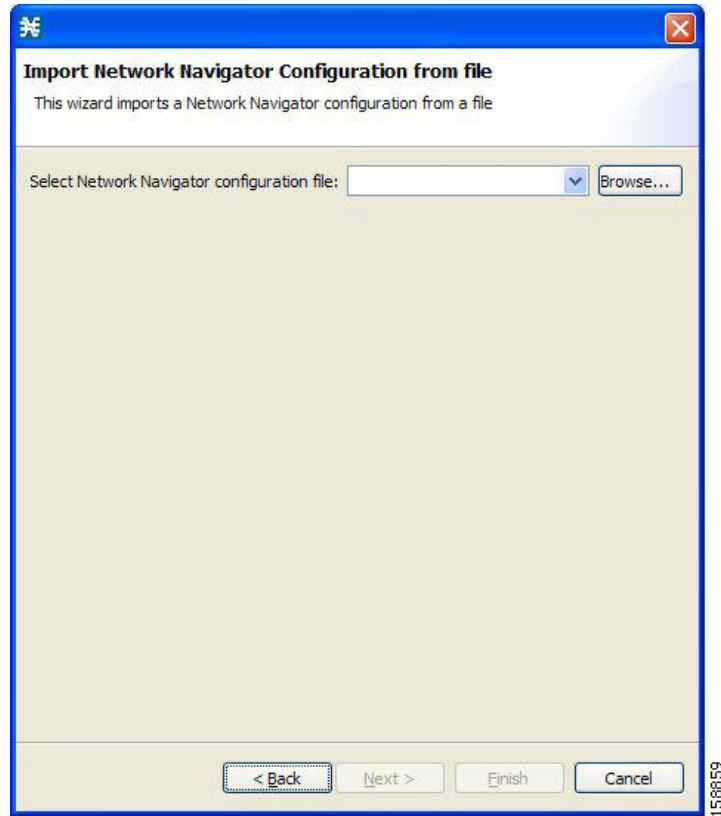 Import Network Navigator Configuration from file
This wizard imports a Network Navigator configuration from a file
Select Network Navigator configuration file: Browse...
< Back Next > Finish Cancel
158859